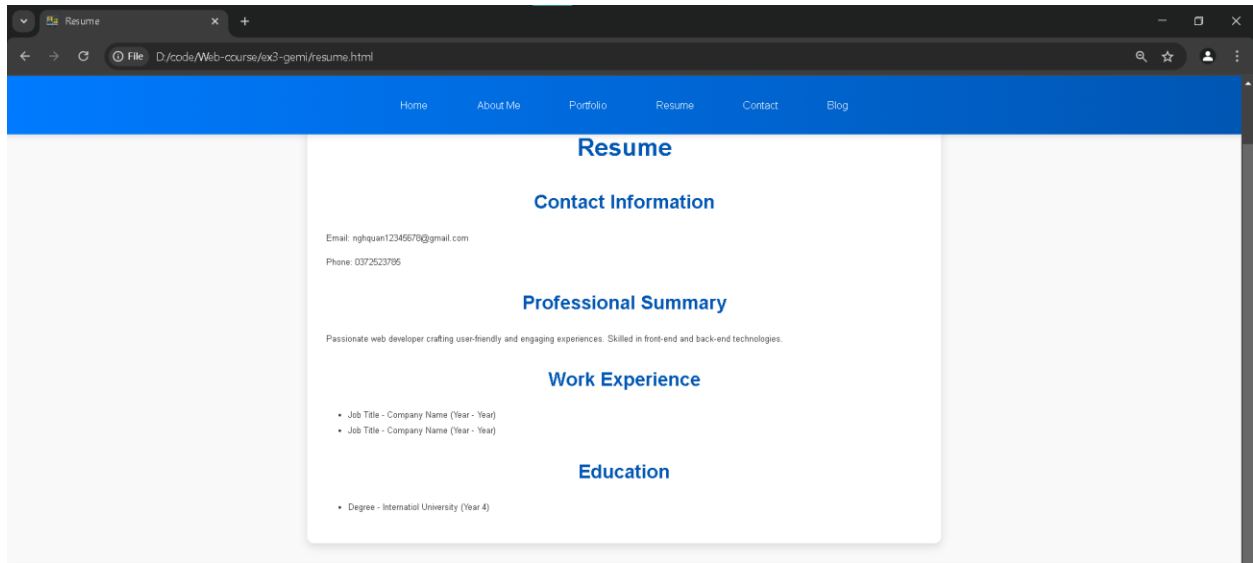 Resume
File D:/code/Web-course/ex3-gemi/resume.html
Home About Me Portfolio Resume Contact Blog
Resume
Contact Information
Email: nghquan12345678@gmail.com
Phone: 0372523785
Professional Summary
Passionate web developer crafting user-friendly and engaging experiences. Skilled in front-end and back-end technologies.
Work Experience
• Job Title - Company Name (Year - Year)
• Job Title - Company Name (Year - Year)
Education
• Degree - Internatiol University (Year 4)